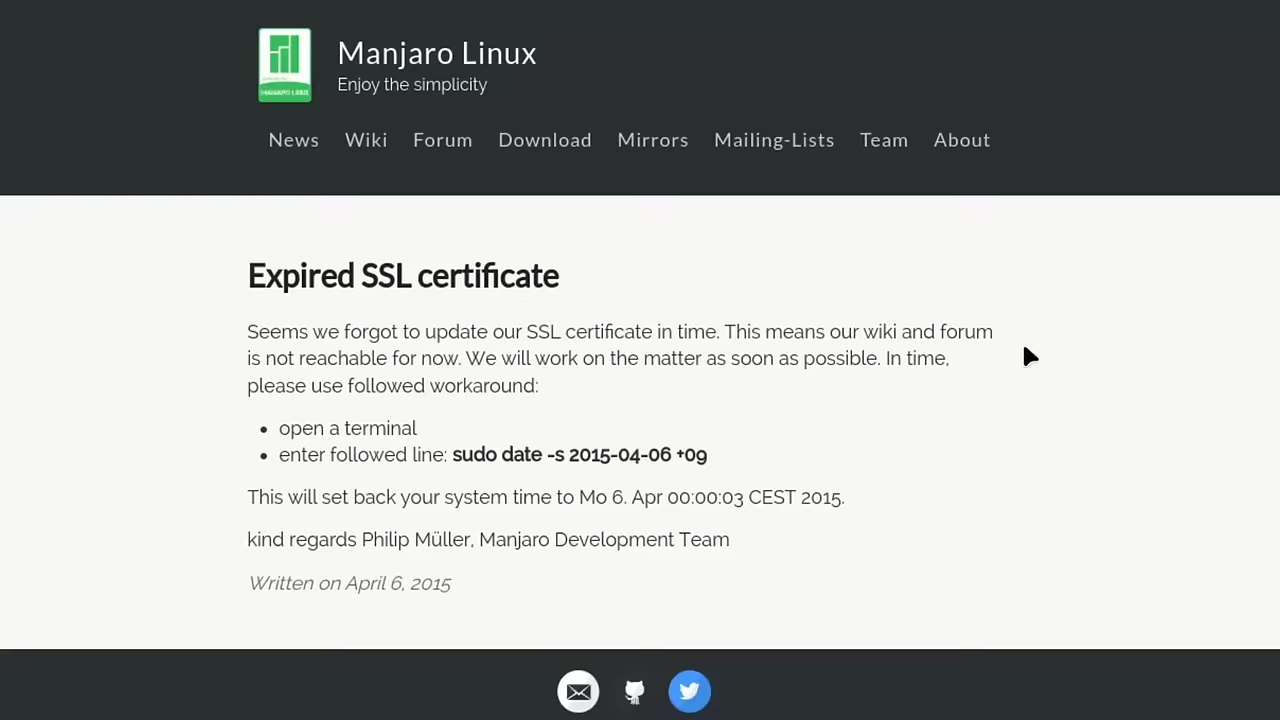 Manjaro Linux
Enjoy the simplicity
News Wiki Forum Download Mirrors Mailing-Lists Team About
Expired SSL certificate
Seems we forgot to update our SSL certificate in time. This means our wiki and forum
is not reachable for now. We will work on the matter as soon as possible. In time,
please use followed workaround:
• open a terminal
• enter followed line: sudo date -s 2015-04-06 +09
This will set back your system time to Mo 6. Apr 00:00:03 CEST 2015.
kind regards Philip Müller, Manjaro Development Team
Written on April 6, 2015